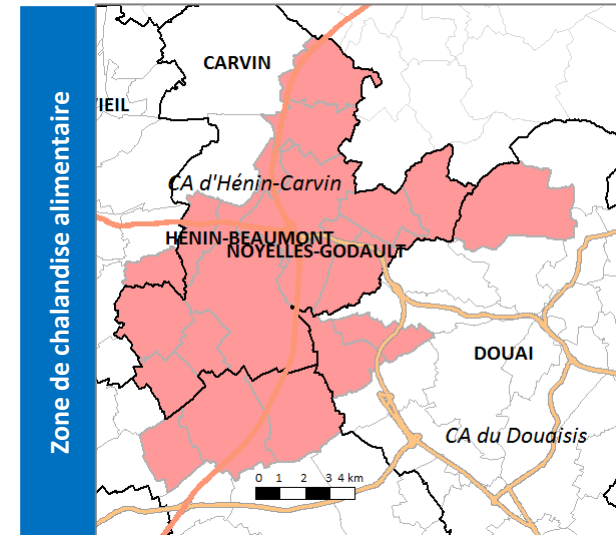 Zone de chalandise alimentaire
CARVIN
VIEIL
CA d'Hénin-Carvin
HÉNIN-BEAUMONT
NOYELLES-GODAULT
DOUAI
CA du Douaisis
0 1 2 3 4 km